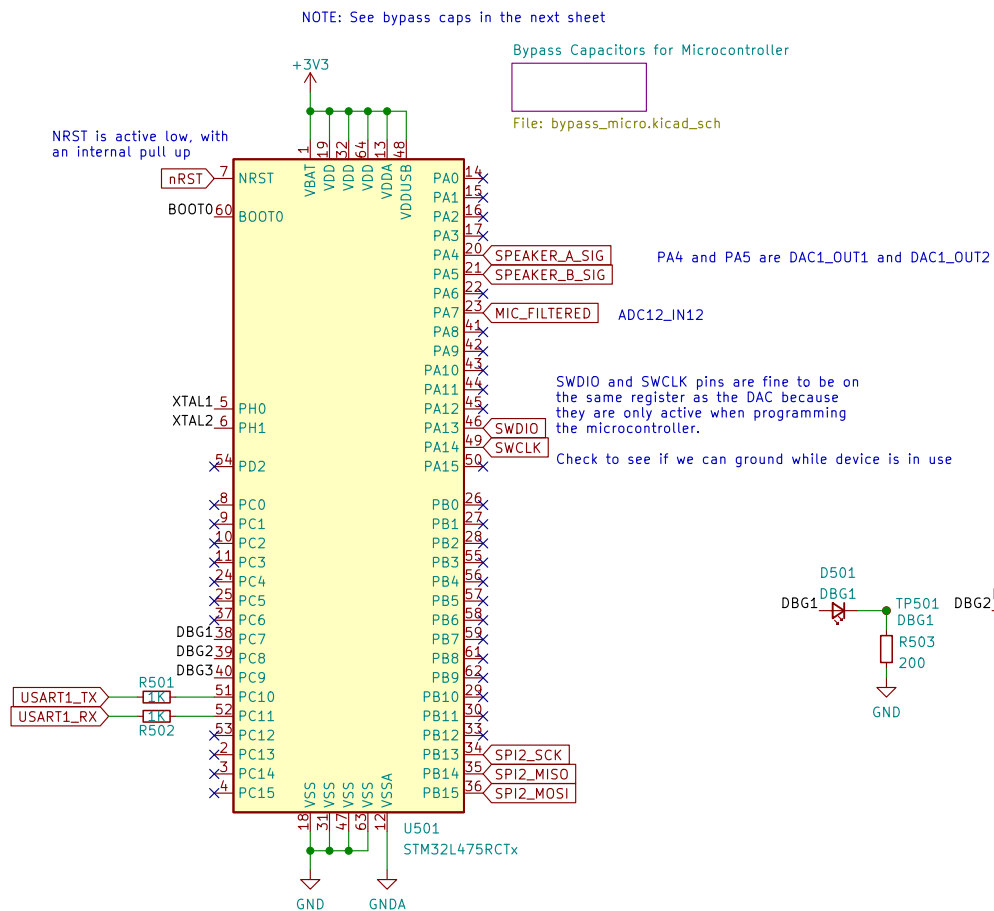 NOTE: See bypass caps in the next sheet
Bypass Capacitors for Microcontroller
File: bypass_micro.kicad_sch
+3V3
NRST is active low, with
an internal pull up
1 19 32 64 13 48
VBAT VDD VDD VDD VDDA VDDUSB
nRST 7 NRST
BOOT0 60 BOOT0
XTAL1 5 PH0
XTAL2 6 PH1
54 PD2
8 PC0
9 PC1
10 PC2
11 PC3
24 PC4
25 PC5
37 PC6
DBG1 38 PC7
DBG2 39 PC8
DBG3 40 PC9
R501
USART1_TX 1K 51 PC10
USART1_RX 1K 52 PC11
R502
53 PC12
2 PC13
3 PC14
4 PC15
PA0 14
PA1 15
PA2 16
PA3 17
PA4 20 SPEAKER_A_SIG
PA5 21 SPEAKER_B_SIG
PA4 and PA5 are DAC1_OUT1 and DAC1_OUT2
PA6 22
PA7 23 MIC_FILTERED
ADC12_IN12
PA8 41
PA9 42
PA10 43
PA11 44
PA12 45
PA13 46 SWDIO
PA14 49 SWCLK
PA15 50
SWDIO and SWCLK pins are fine to be on
the same register as the DAC because
they are only active when programming
the microcontroller.
Check to see if we can ground while device is in use
PB0 26
PB1 27
PB2 28
PB3 55
PB4 56
PB5 57
PB6 58
PB7 59
PB8 61
PB9 62
PB10 29
PB11 30
PB12 33
PB13 34 SPI2_SCK
PB14 35 SPI2_MISO
PB15 36 SPI2_MOSI
VSS VSS VSS VSS VSSA
18 31 47 63 12
U501
STM32L475RCTx
GND
GNDA
D501
DBG1
DBG1
TP501
DBG1
R503
200
GND
DBG2